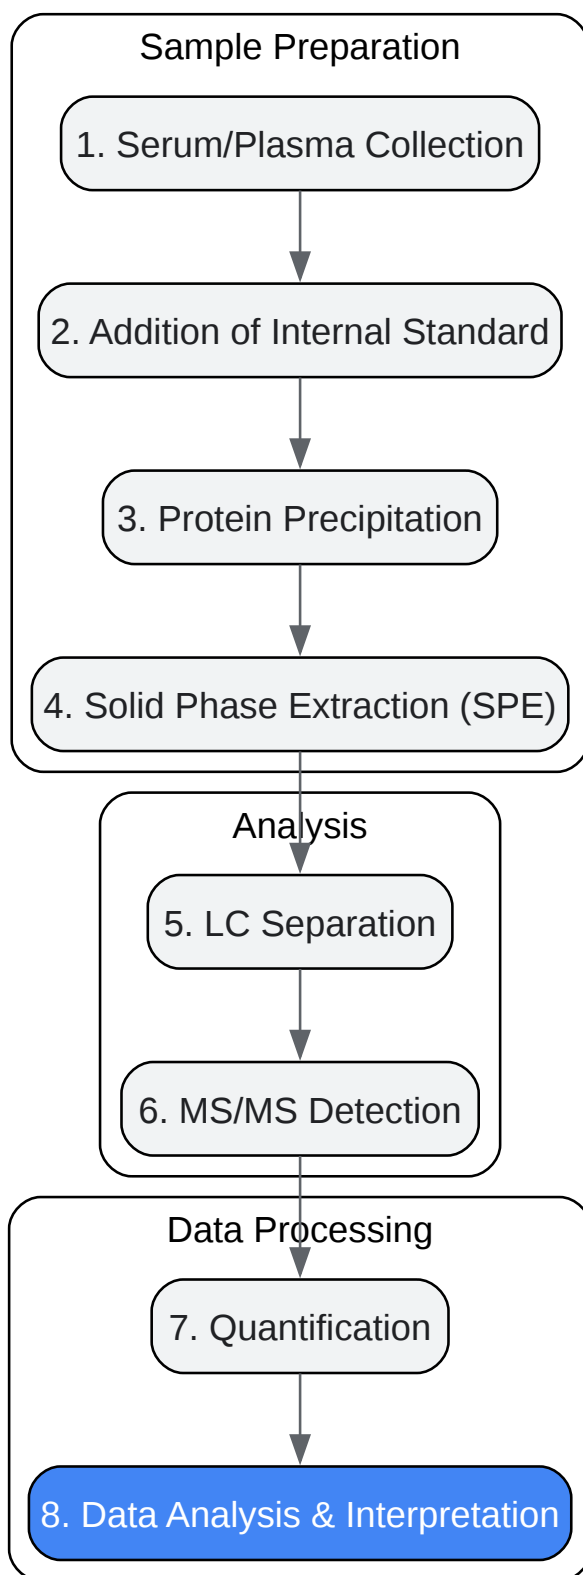 Sample Preparation
1. Serum/Plasma Collection
2. Addition of Internal Standard
3. Protein Precipitation
4. Solid Phase Extraction (SPE)
Analysis
5. LC Separation
6. MS/MS Detection
Data Processing
7. Quantification
8. Data Analysis & Interpretation